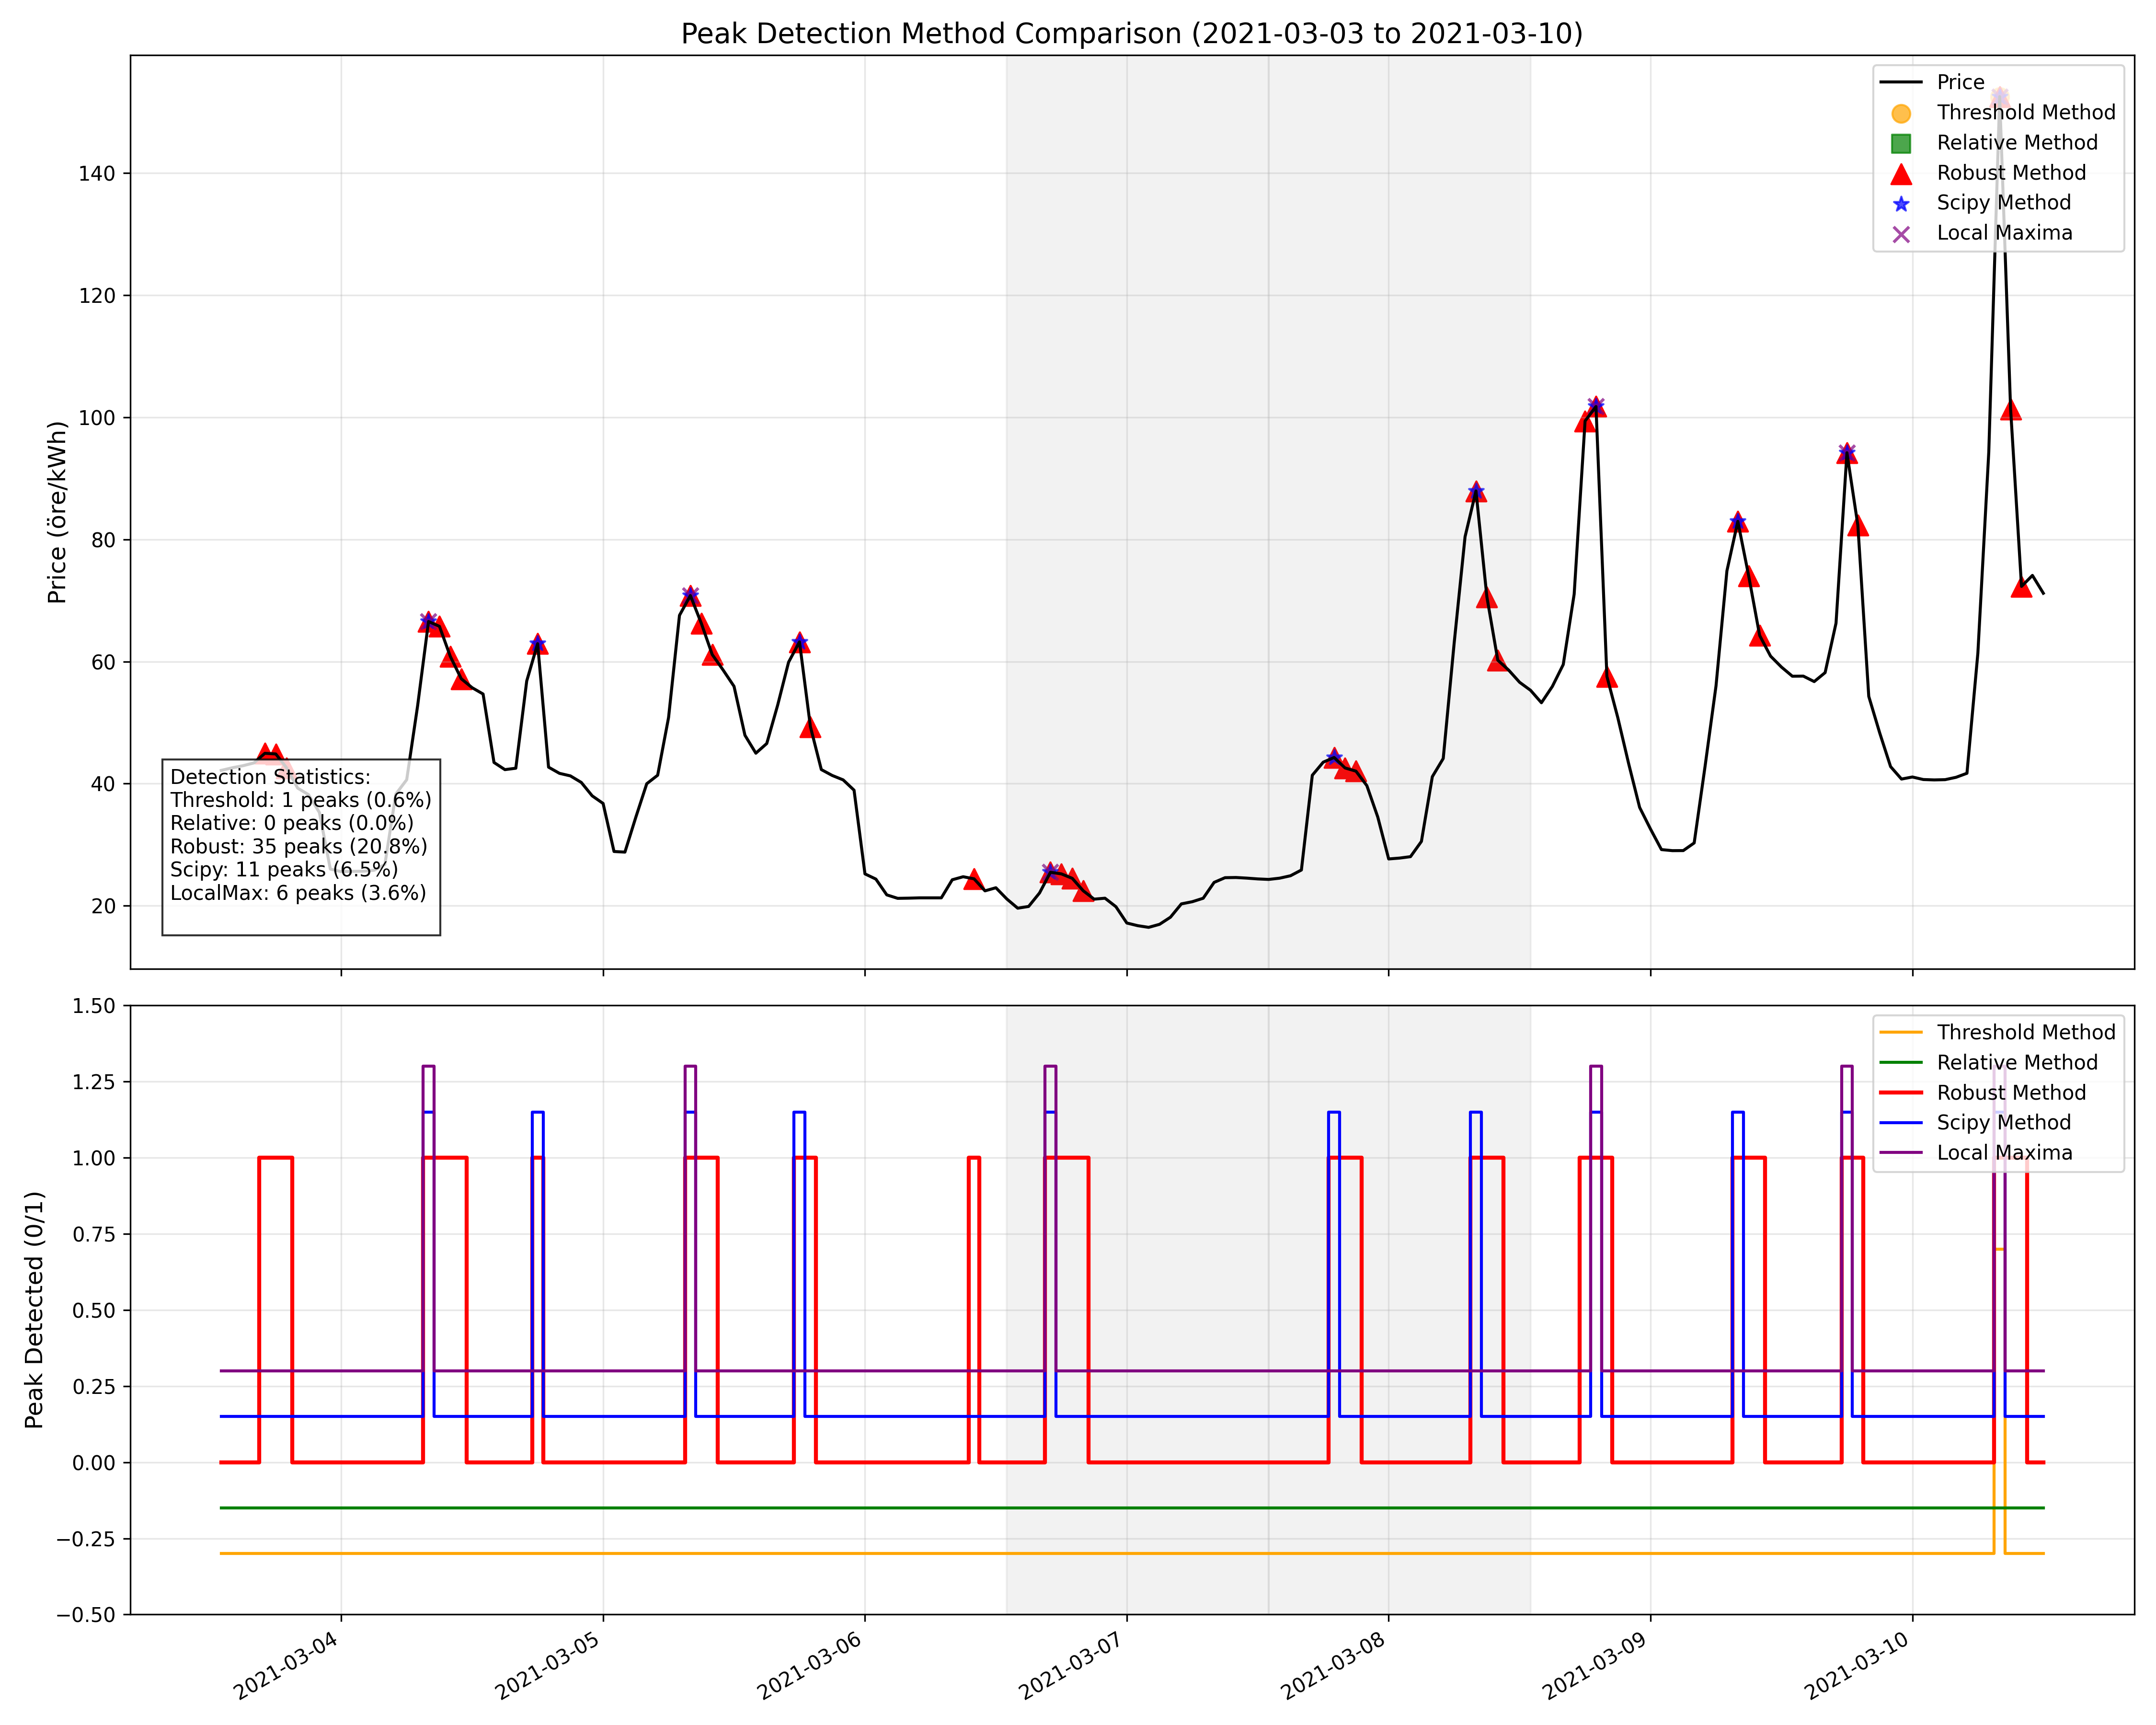 Peak Detection Method Comparison (2021-03-03 to 2021-03-10)
Price (öre/kWh)
140
120
100
80
60
40
20
Price
Threshold Method
Relative Method
Robust Method
Scipy Method
Local Maxima
Detection Statistics:
Threshold: 1 peaks (0.6%)
Relative: 0 peaks (0.0%)
Robust: 35 peaks (20.8%)
Scipy: 11 peaks (6.5%)
LocalMax: 6 peaks (3.6%)
Peak Detected (0/1)
1.50
1.25
1.00
0.75
0.50
0.25
0.00
−0.25
−0.50
Threshold Method
Relative Method
Robust Method
Scipy Method
Local Maxima
2021-03-04
2021-03-05
2021-03-06
2021-03-07
2021-03-08
2021-03-09
2021-03-10